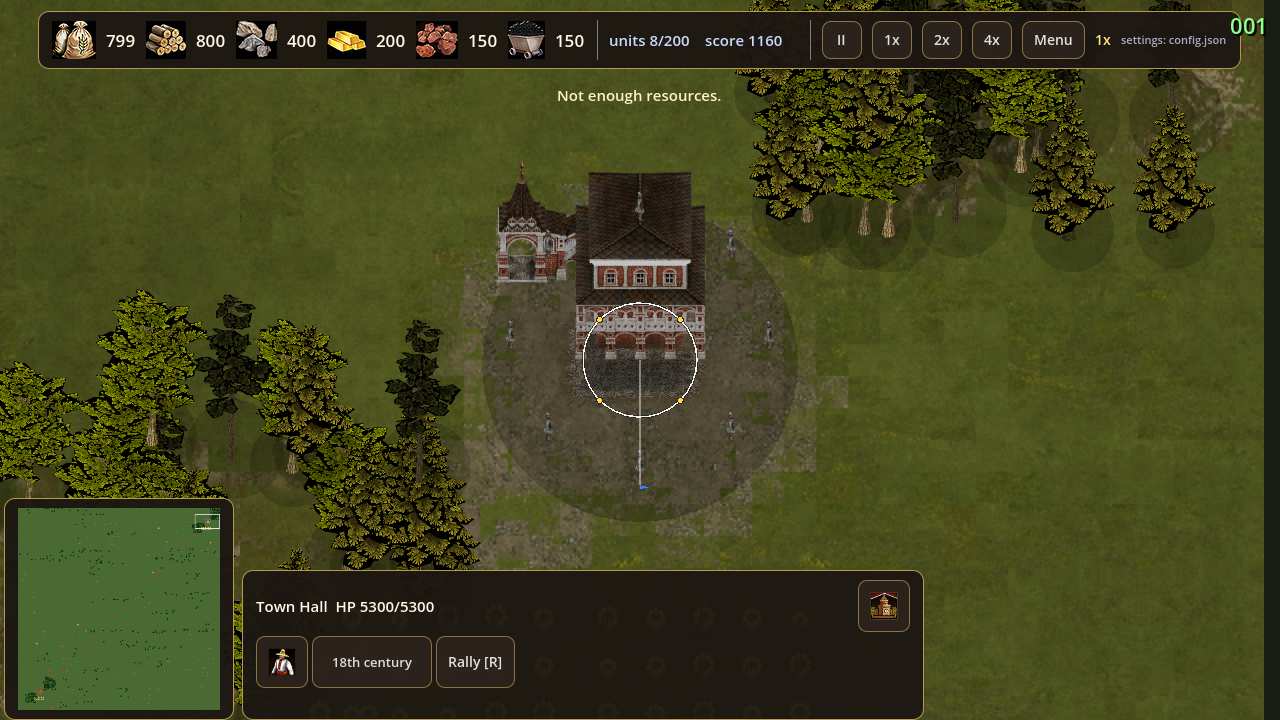 799 800 400 200 150 150 units 8/200 score 1160 II 1x 2x 4x Menu 1x settings: config.json 001
Not enough resources.
Town Hall HP 5300/5300
18th century Rally [R]